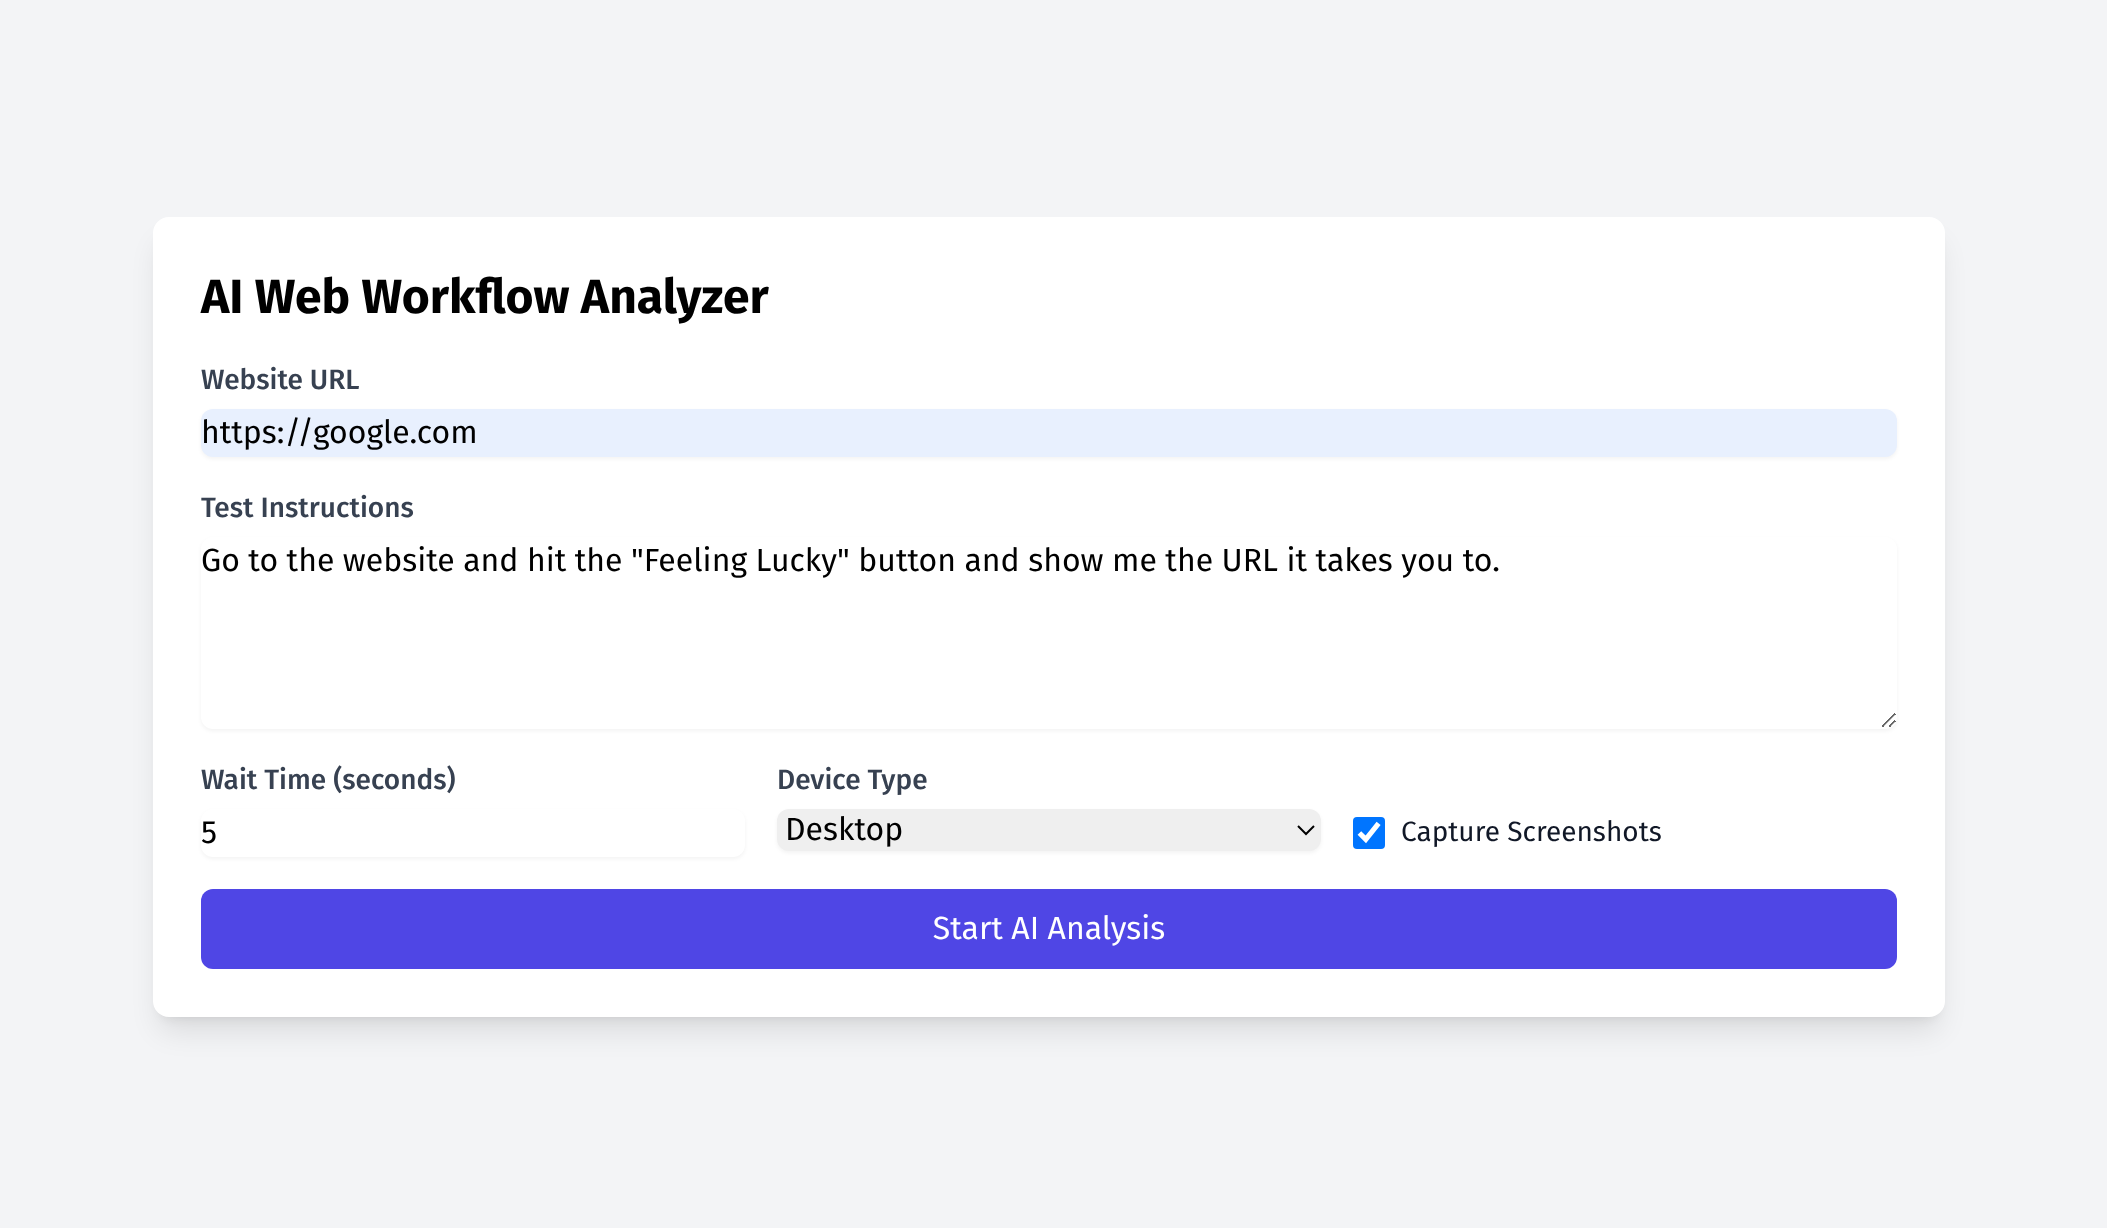 AI Web Workflow Analyzer
Website URL
https://google.com
Test Instructions
Go to the website and hit the "Feeling Lucky" button and show me the URL it takes you to.
Wait Time (seconds)
5
Device Type
Desktop
Capture Screenshots
Start AI Analysis